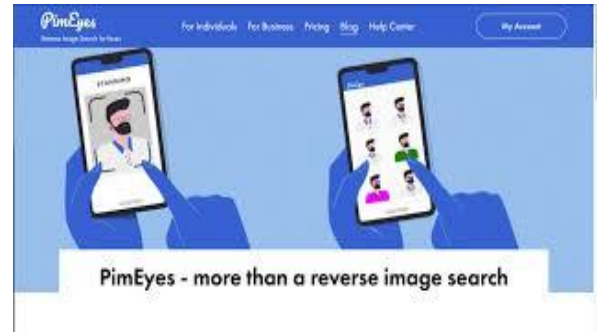 PimEyes
Reverse Image Search for Faces
For Individuals For Business Pricing Blog Help Center
My Account
SCANNING
PimEyes - more than a reverse image search